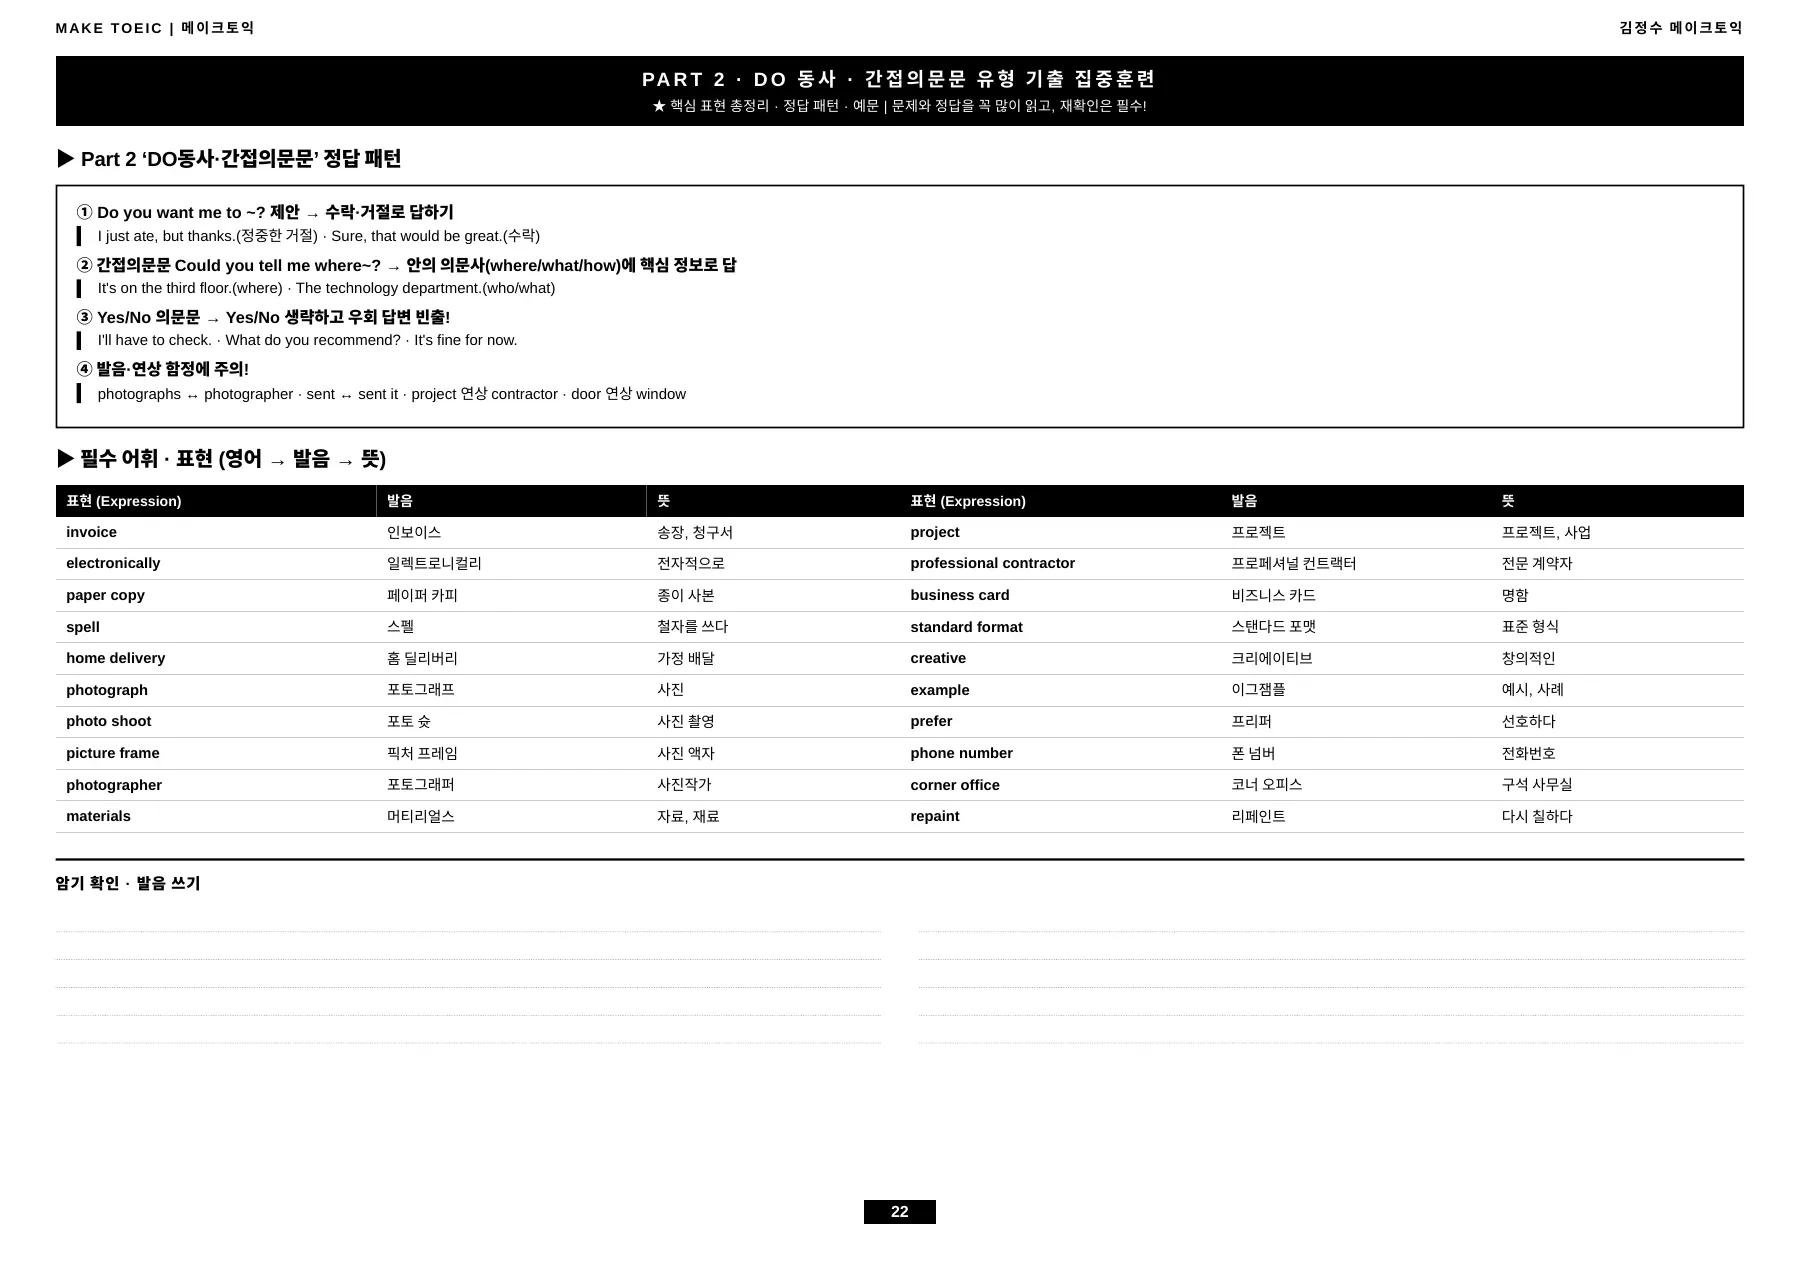 MAKE TOEIC | 메이크토익
김정수 메이크토익
PART 2 · DO 동사 · 간접의문문 유형 기출 집중훈련
★ 핵심 표현 총정리 · 정답 패턴 · 예문 | 문제와 정답을 꼭 많이 읽고, 재확인은 필수!
▶ Part 2 ‘DO동사·간접의문문’ 정답 패턴
① Do you want me to ~? 제안 → 수락·거절로 답하기
I just ate, but thanks.(정중한 거절) · Sure, that would be great.(수락)
② 간접의문문 Could you tell me where~? → 안의 의문사(where/what/how)에 핵심 정보로 답
It's on the third floor.(where) · The technology department.(who/what)
③ Yes/No 의문문 → Yes/No 생략하고 우회 답변 빈출!
I'll have to check. · What do you recommend? · It's fine for now.
④ 발음·연상 함정에 주의!
photographs ↔ photographer · sent ↔ sent it · project 연상 contractor · door 연상 window
▶ 필수 어휘 · 표현 (영어 → 발음 → 뜻)
표현 (Expression) 발음 뜻 표현 (Expression) 발음 뜻
invoice 인보이스 송장, 청구서 project 프로젝트 프로젝트, 사업
electronically 일렉트로니컬리 전자적으로 professional contractor 프로페셔널 컨트랙터 전문 계약자
paper copy 페이퍼 카피 종이 사본 business card 비즈니스 카드 명함
spell 스펠 철자를 쓰다 standard format 스탠다드 포맷 표준 형식
home delivery 홈 딜리버리 가정 배달 creative 크리에이티브 창의적인
photograph 포토그래프 사진 example 이그잼플 예시, 사례
photo shoot 포토 슛 사진 촬영 prefer 프리퍼 선호하다
picture frame 픽처 프레임 사진 액자 phone number 폰 넘버 전화번호
photographer 포토그래퍼 사진작가 corner office 코너 오피스 구석 사무실
materials 머티리얼스 자료, 재료 repaint 리페인트 다시 칠하다
암기 확인 · 발음 쓰기
22